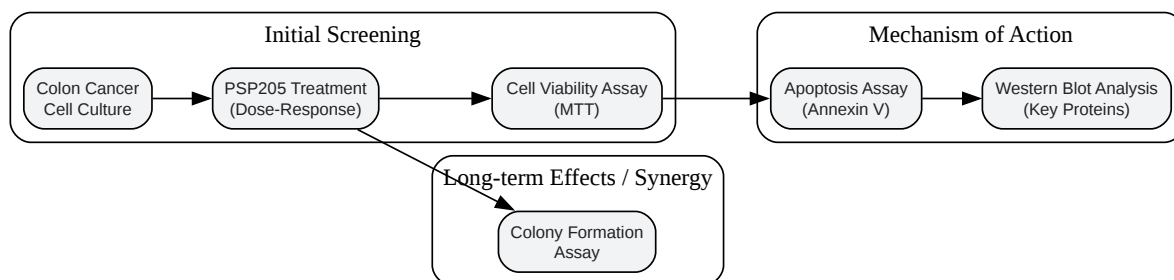 Initial Screening
Colon Cancer
Cell Culture
PSP205 Treatment
(Dose-Response)
Cell Viability Assay
(MTT)
Mechanism of Action
Apoptosis Assay
(Annexin V)
Western Blot Analysis
(Key Proteins)
Long-term Effects / Synergy
Colony Formation
Assay